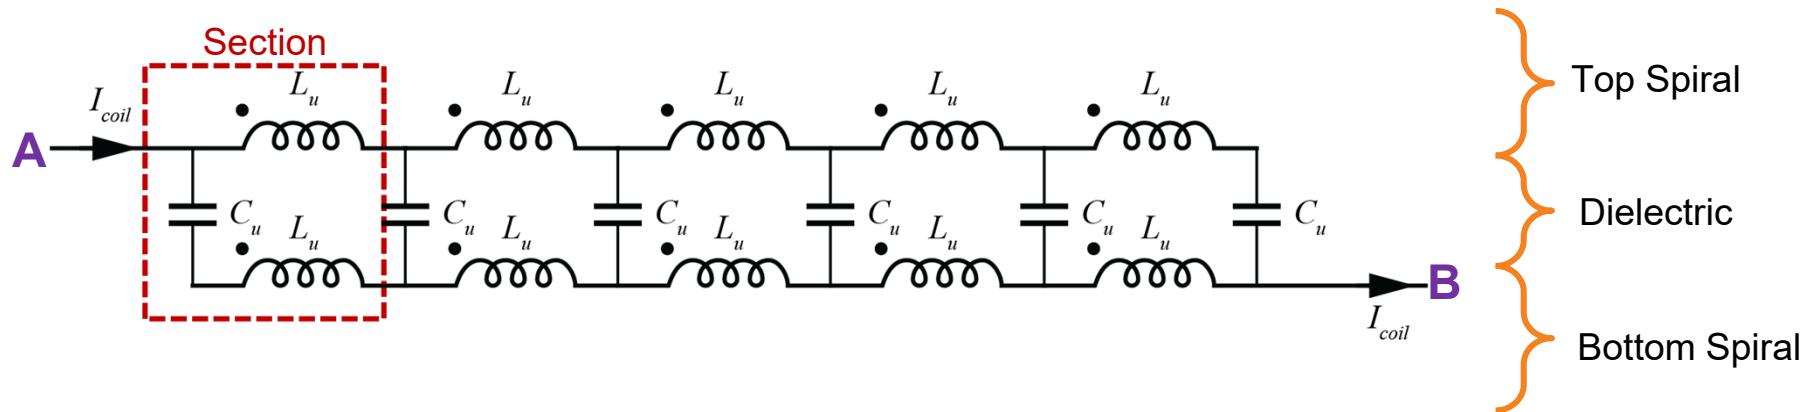 Section
I_coil
L_u
L_u
L_u
L_u
L_u
Top Spiral
A
C_u
C_u
C_u
C_u
C_u
C_u
Dielectric
L_u
L_u
L_u
L_u
L_u
B
I_coil
Bottom Spiral